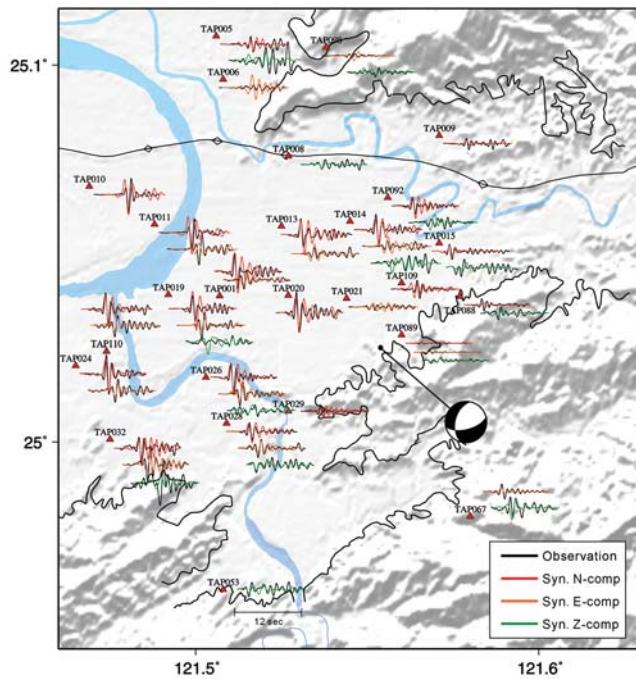 TAP005
TAP095
25.1°
TAP006
TAP009
TAP008
TAP010
TAP092
TAP011
TAP013
TAP014
TAP015
TAP019
TAP001
TAP020
TAP021
TAP109
TAP088
TAP089
TAP110
TAP024
TAP026
TAP029
TAP028
TAP032
25°
TAP067
TAP053
12 sec
Observation
Syn. N-comp
Syn. E-comp
Syn. Z-comp
121.5°
121.6°